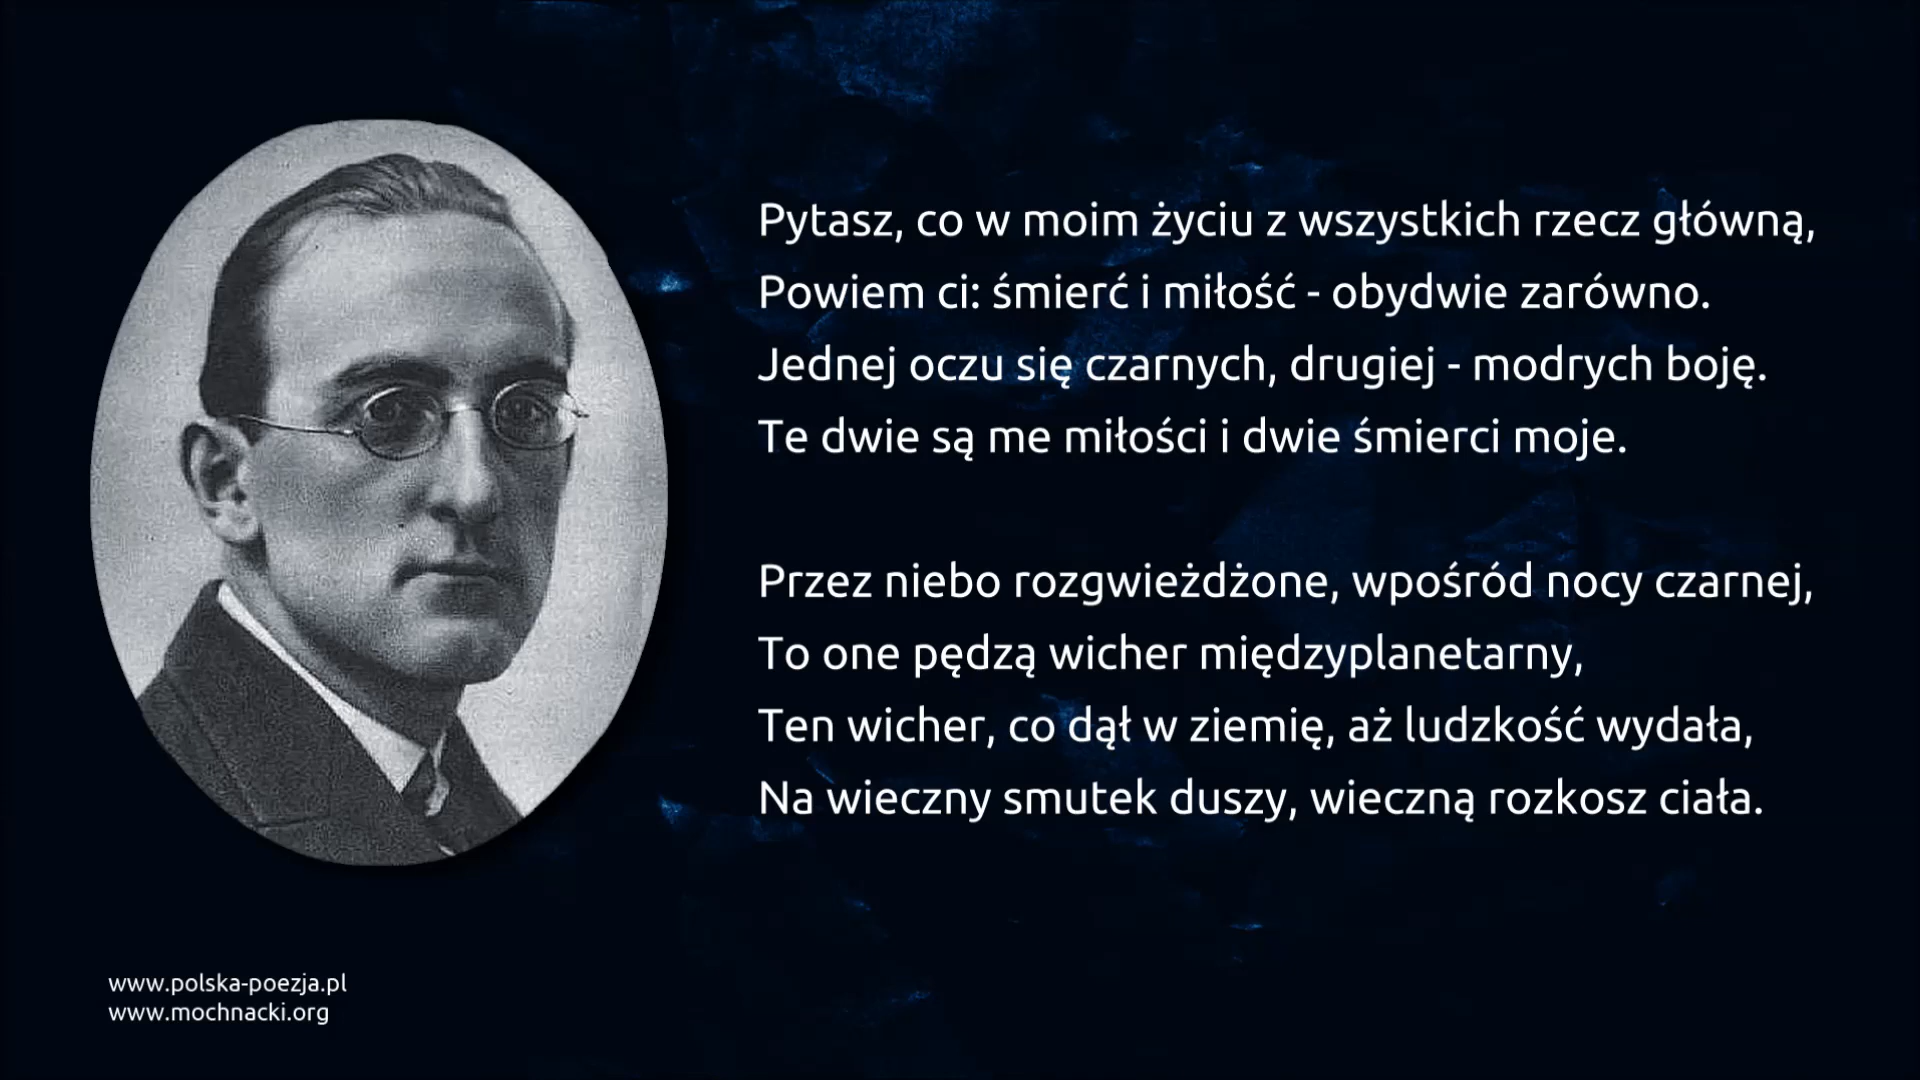 Pytasz, co w moim życiu z wszystkich rzecz główną,
Powiem ci: śmierć i miłość - obydwie zarówno.
Jednej oczu się czarnych, drugiej - modrych boję.
Te dwie są me miłości i dwie śmierci moje.
Przez niebo rozgwieżdżone, wpośród nocy czarnej,
To one pędzą wicher międzyplanetarny,
Ten wicher, co dął w ziemię, aż ludzkość wydała,
Na wieczny smutek duszy, wieczną rozkosz ciała.
www.polska-poezja.pl
www.mochnacki.org